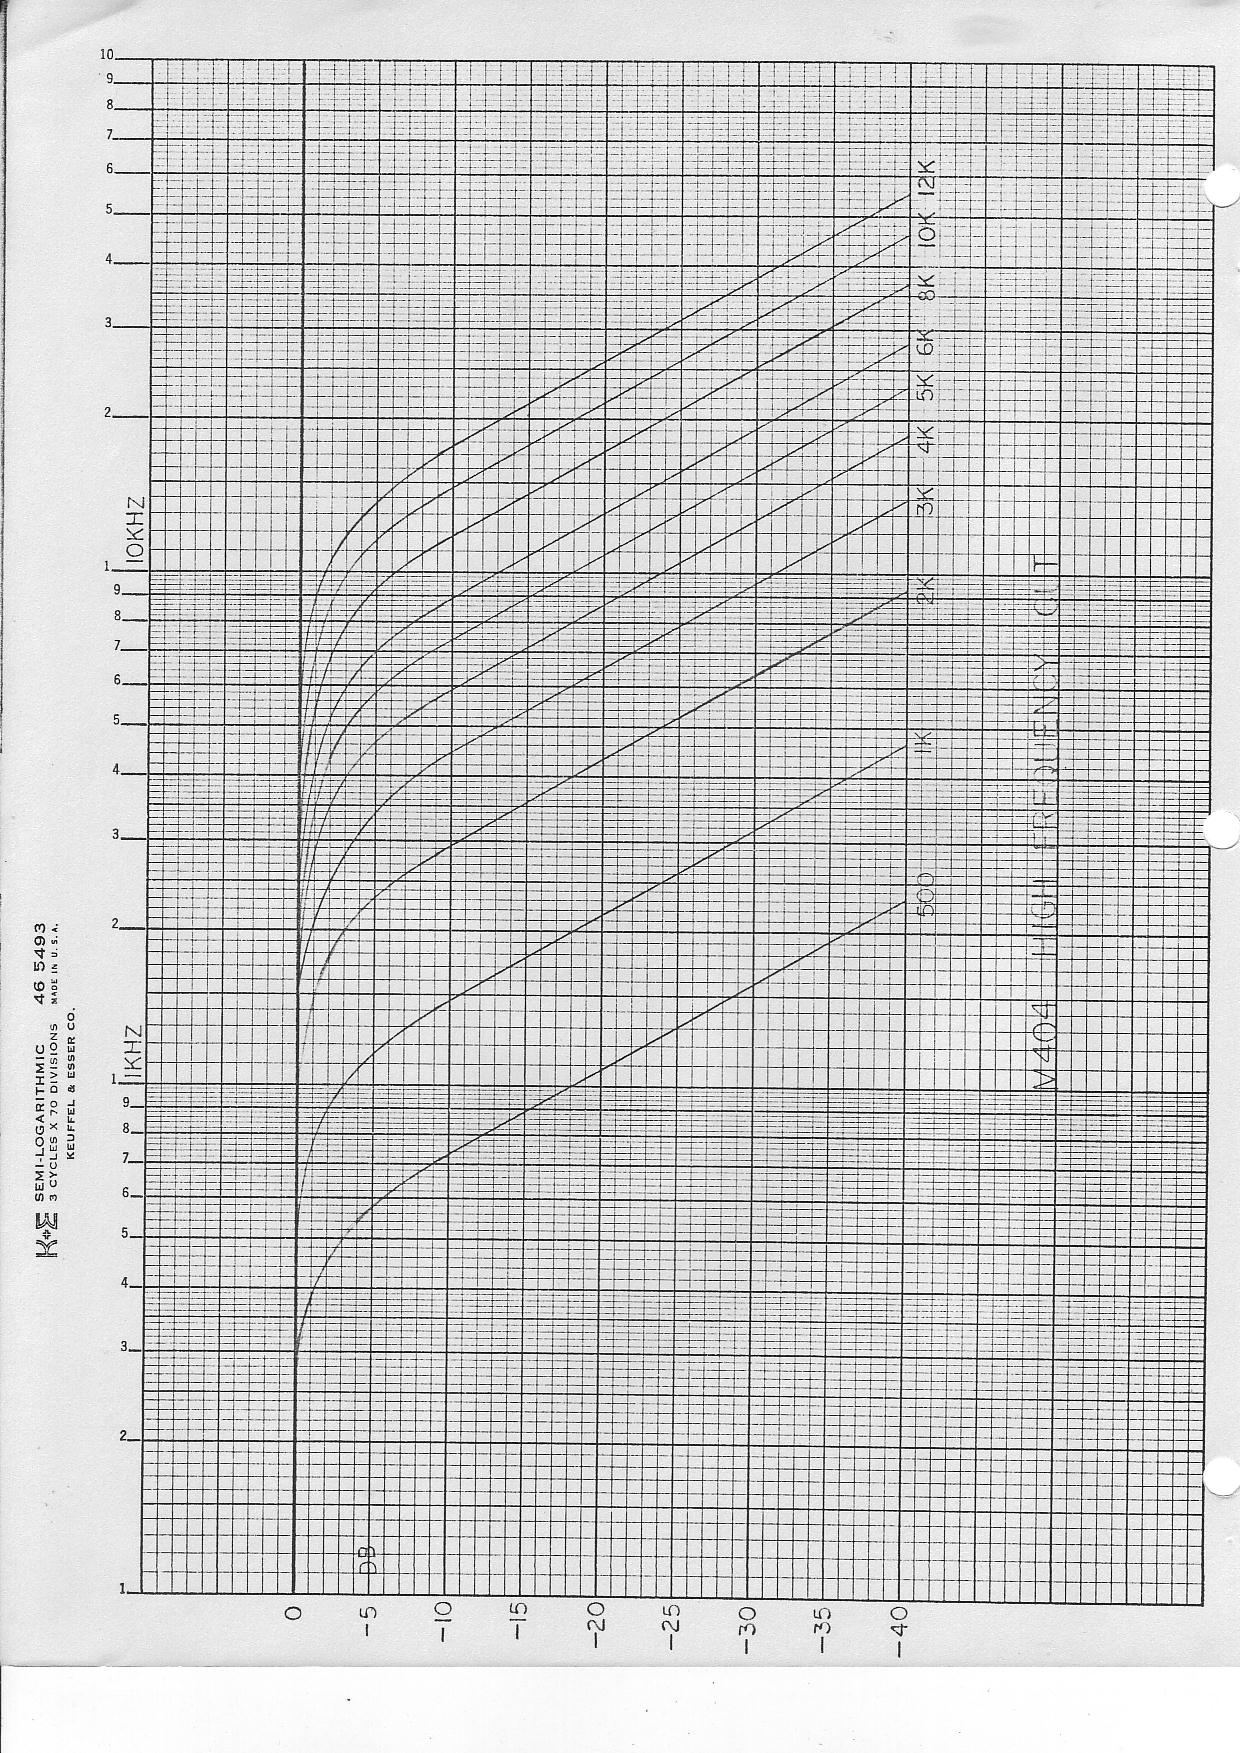 K+E SEMI-LOGARITHMIC 46 5493
3 CYCLES X 70 DIVISIONS MADE IN U.S.A.
KEUFFEL & ESSER CO.
1 2 3 4 5 6 7 8 9 1 2 3 4 5 6 7 8 9 1 2 3 4 5 6 7 8 9 10
1KHZ 10KHZ
0
-5
-10
-15
-20
-25
-30
-35
-40
DB
500 1K 2K 3K 4K 5K 6K 8K 10K 12K
M404 HIGH FREQUENCY CUT